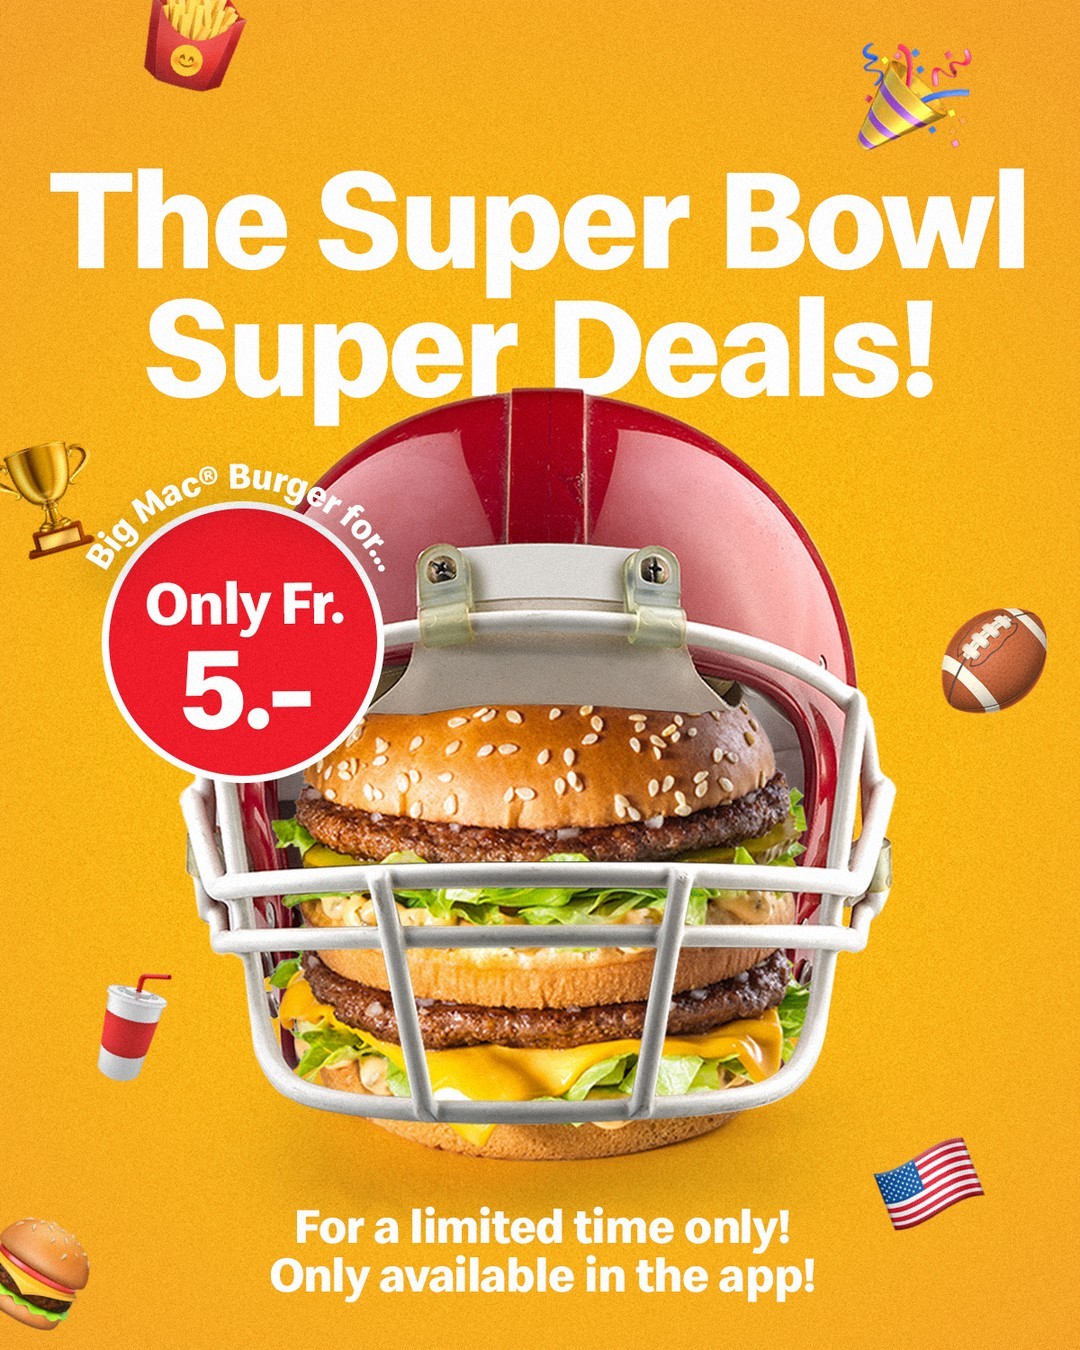 The Super Bowl
Super Deals!
Big Mac® Burger for...
Only Fr.
5.-
For a limited time only!
Only available in the app!